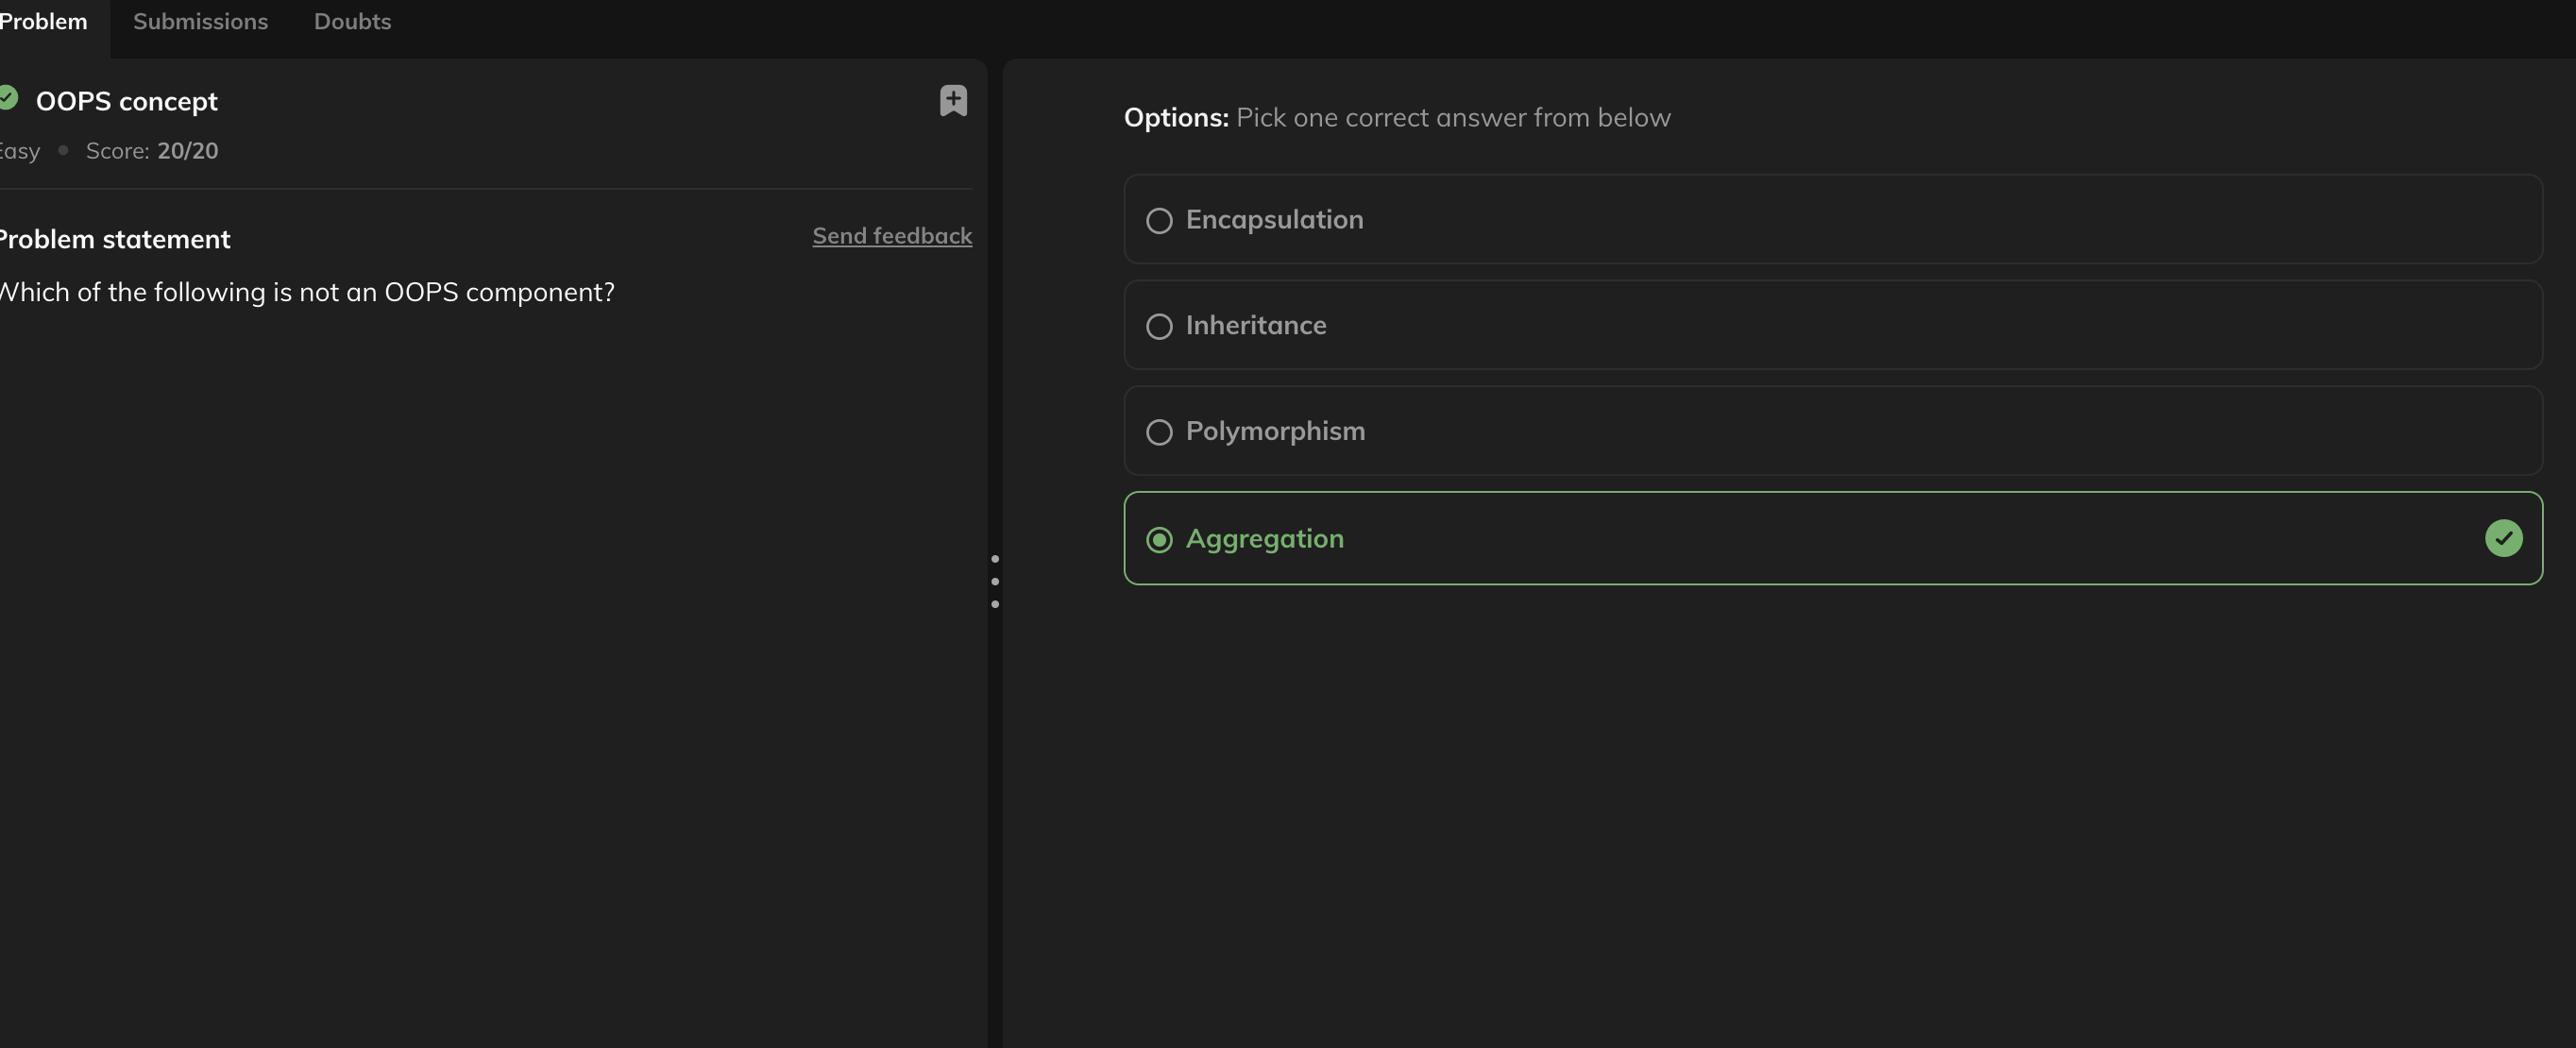 Problem Submissions Doubts
OOPS concept
Easy • Score: 20/20
Problem statement
Send feedback
Which of the following is not an OOPS component?
Options: Pick one correct answer from below
Encapsulation
Inheritance
Polymorphism
Aggregation